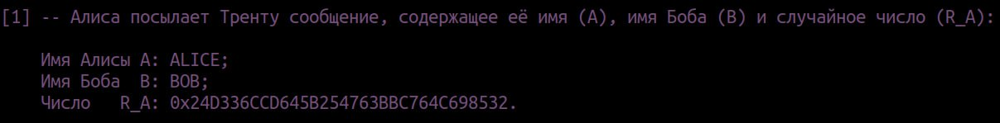 [1] -- Алиса посылает Тренту сообщение, содержащее её имя (A), имя Боба (B) и случайное число (R_A):
Имя Алисы A: ALICE;
Имя Боба  B: BOB;
Число   R_A: 0x24D336CCD645B254763BBC764C698532.